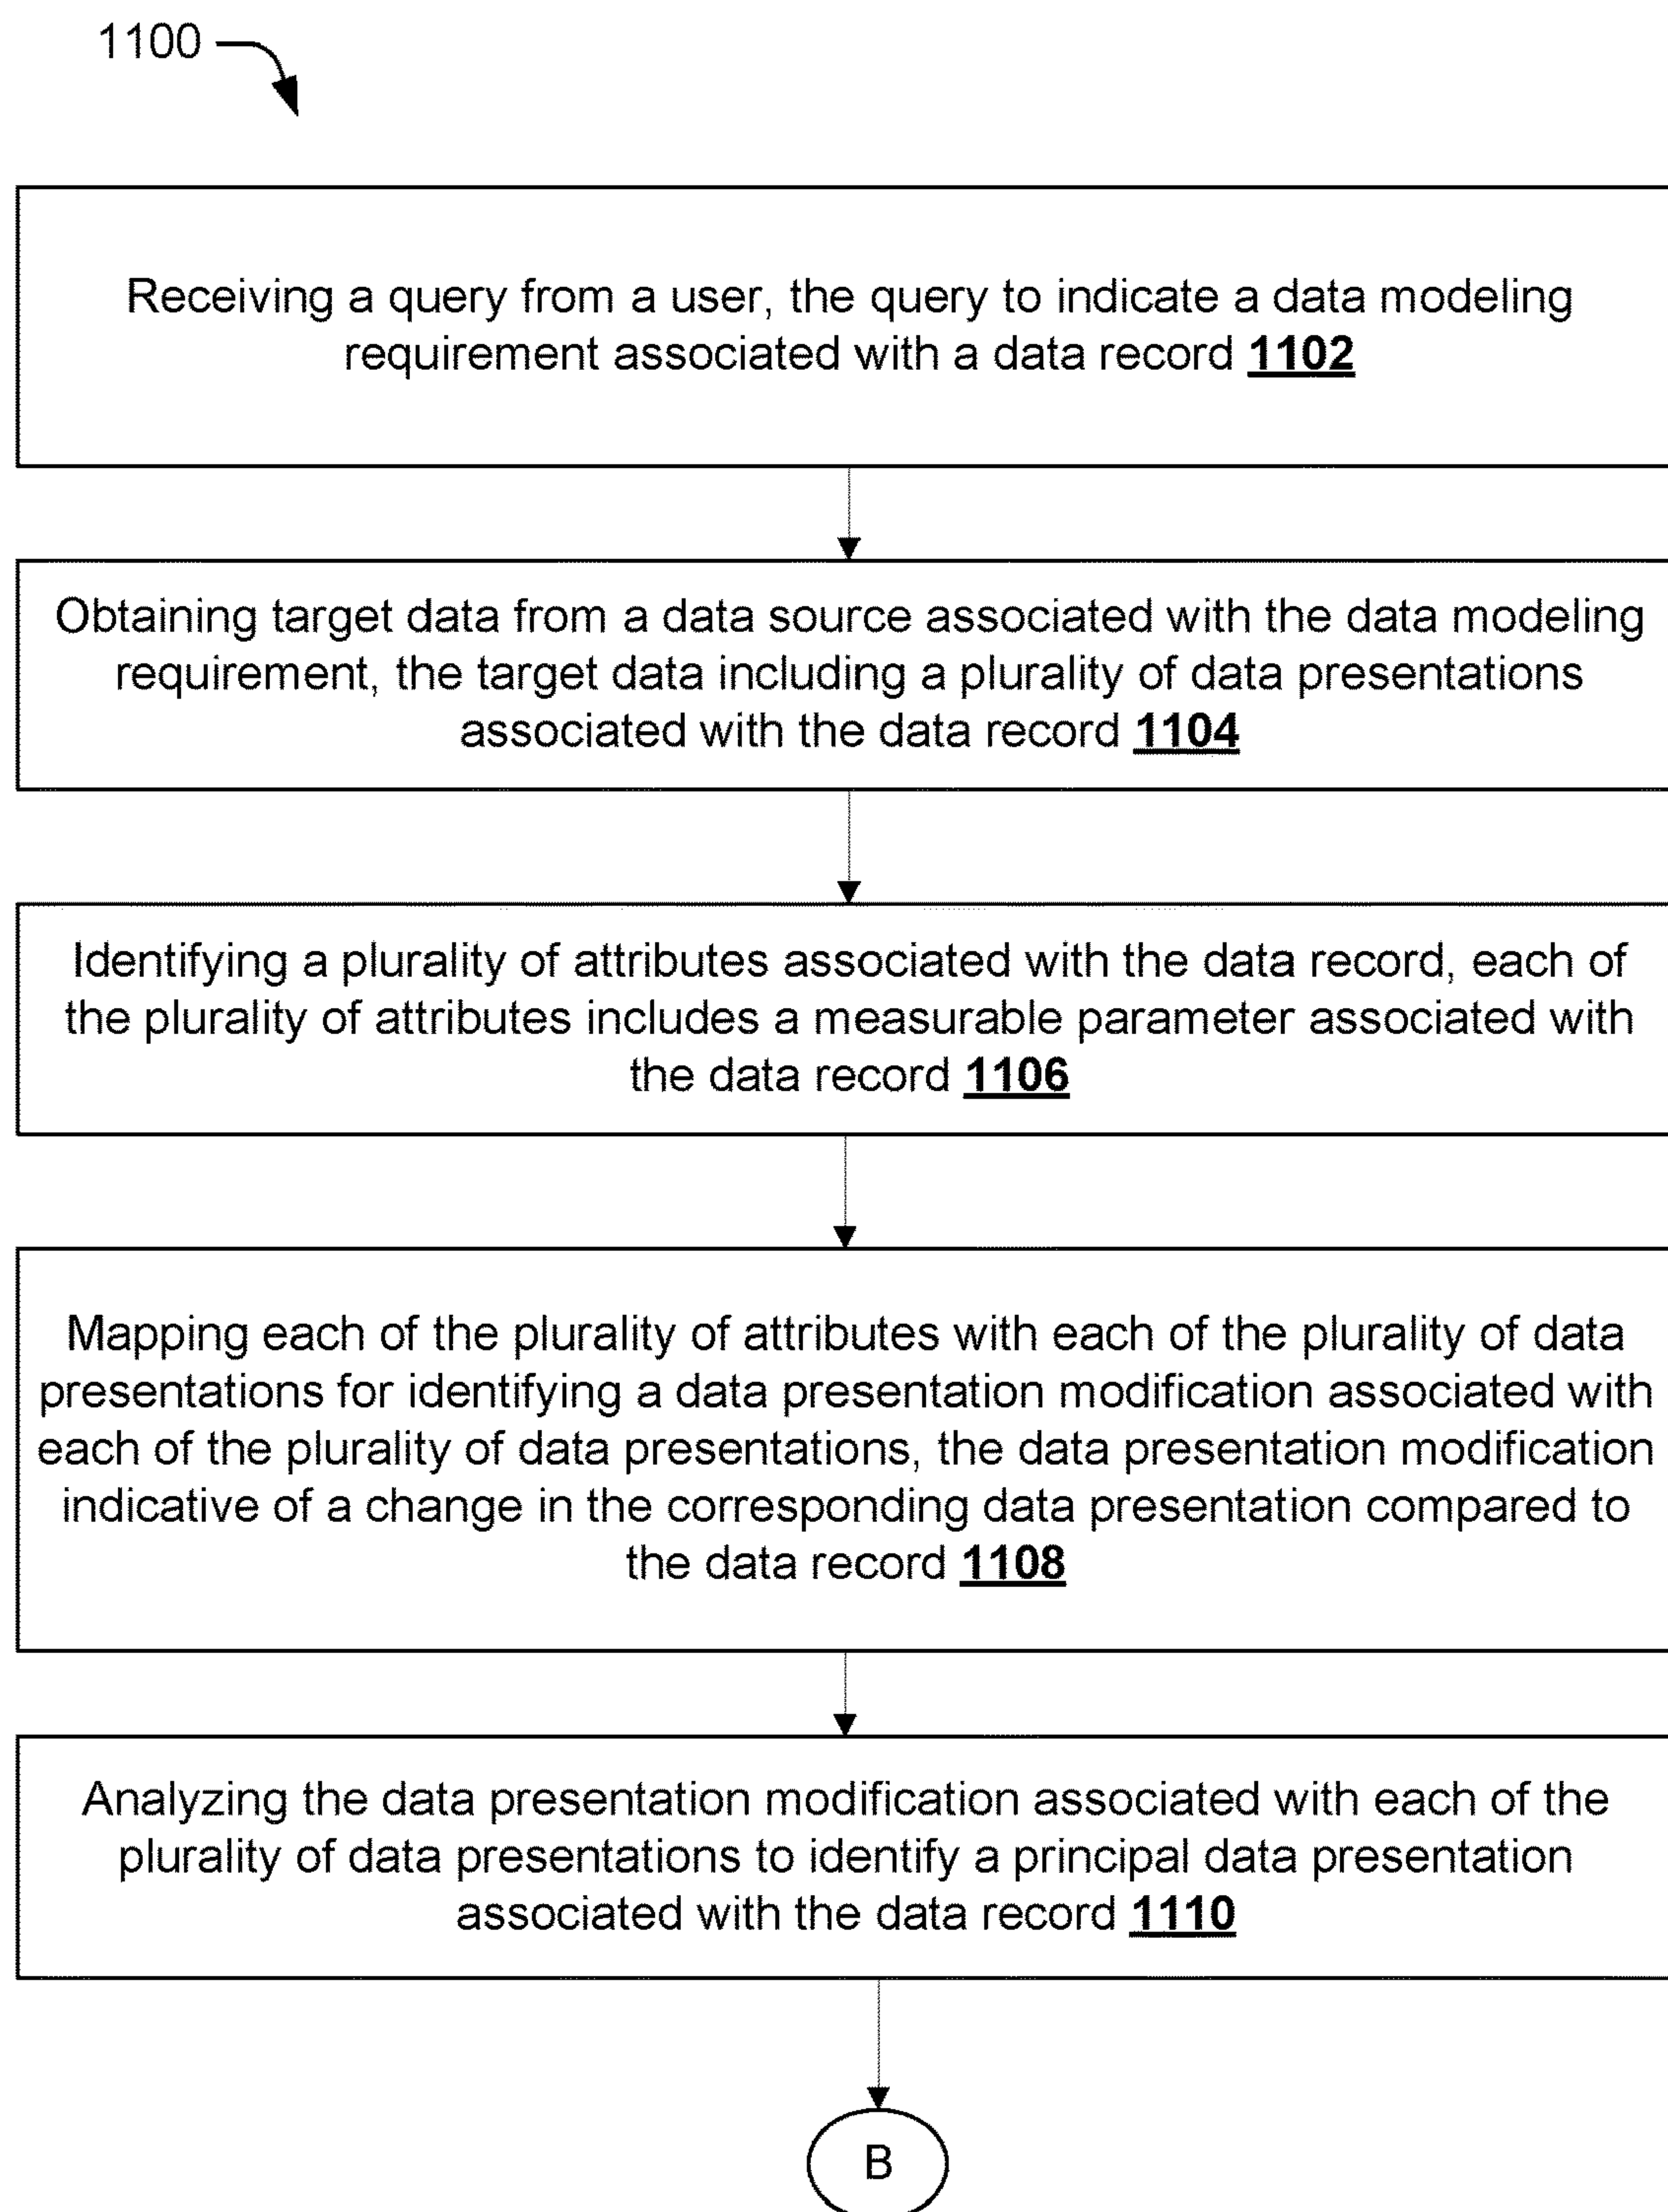 1100
Receiving a query from a user, the query to indicate a data modeling
requirement associated with a data record 1102
Obtaining target data from a data source associated with the data modeling
requirement, the target data including a plurality of data presentations
associated with the data record 1104
Identifying a plurality of attributes associated with the data record, each of
the plurality of attributes includes a measurable parameter associated with
the data record 1106
Mapping each of the plurality of attributes with each of the plurality of data
presentations for identifying a data presentation modification associated with
each of the plurality of data presentations, the data presentation modification
indicative of a change in the corresponding data presentation compared to
the data record 1108
Analyzing the data presentation modification associated with each of the
plurality of data presentations to identify a principal data presentation
associated with the data record 1110
B